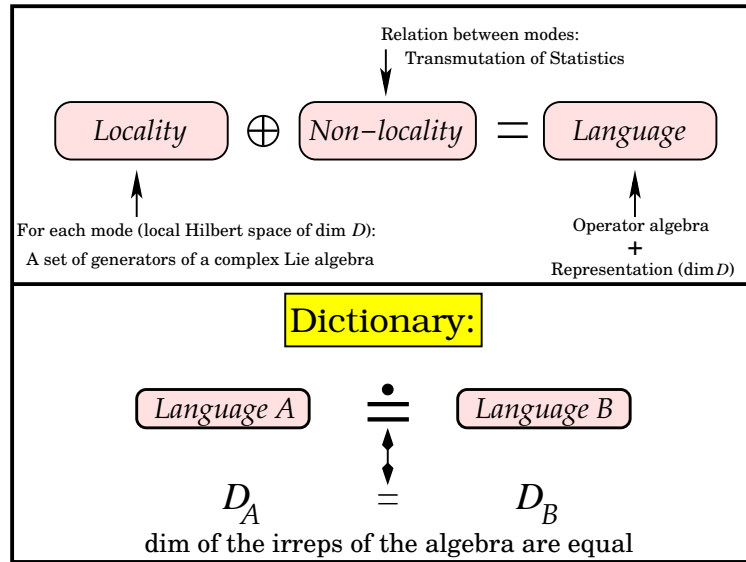 Relation between modes:
Transmutation of Statistics
Locality ⊕ Non−locality = Language
For each mode (local Hilbert space of dim D):
A set of generators of a complex Lie algebra
Operator algebra
+
Representation (dim D)
Dictionary:
Language A ≐ Language B
D_A = D_B
dim of the irreps of the algebra are equal